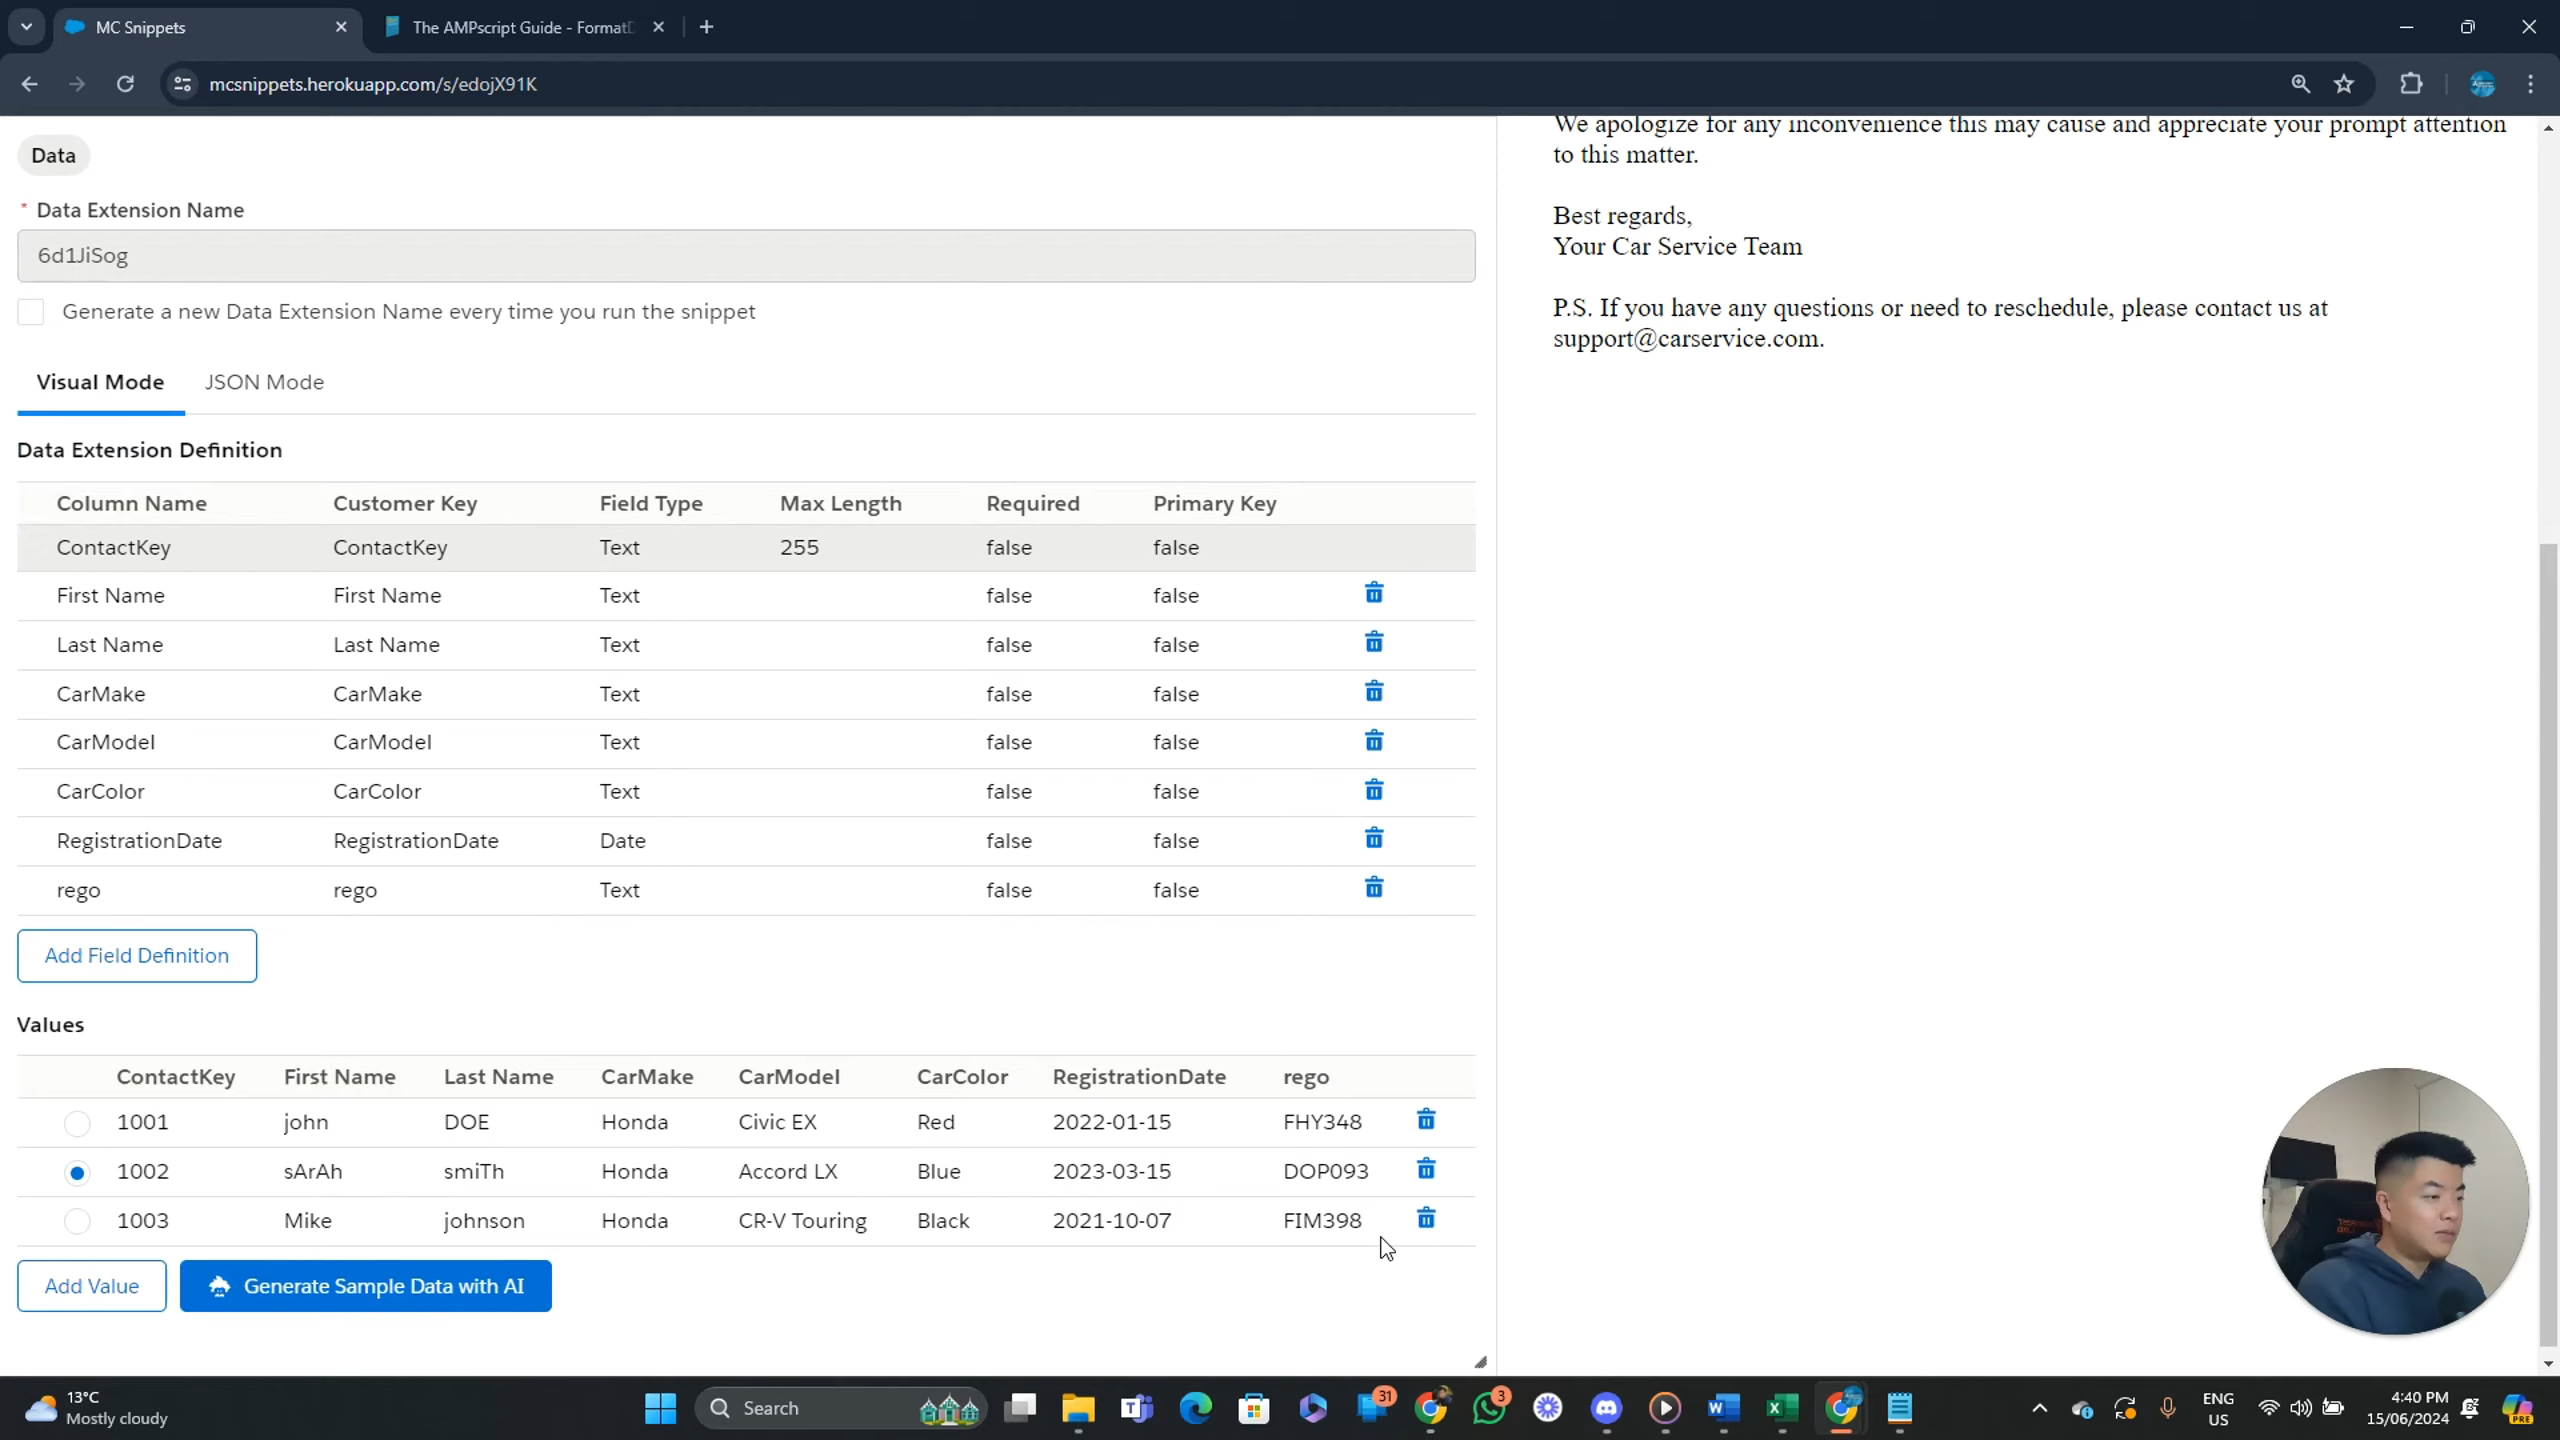 MC Snippets
The AMPscript Guide - Format
mcsnippets.herokuapp.com/s/edojX91K
Data
* Data Extension Name
6d1JiSog
Generate a new Data Extension Name every time you run the snippet
Visual Mode JSON Mode
Data Extension Definition
Column Name Customer Key Field Type Max Length Required Primary Key
ContactKey ContactKey Text 255 false false
First Name First Name Text false false
Last Name Last Name Text false false
CarMake CarMake Text false false
CarModel CarModel Text false false
CarColor CarColor Text false false
RegistrationDate RegistrationDate Date false false
rego rego Text false false
Add Field Definition
Values
ContactKey First Name Last Name CarMake CarModel CarColor RegistrationDate rego
1001 john DOE Honda Civic EX Red 2022-01-15 FHY348
1002 sArAh smiTh Honda Accord LX Blue 2023-03-15 DOP093
1003 Mike johnson Honda CR-V Touring Black 2021-10-07 FIM398
Add Value Generate Sample Data with AI
We apologize for any inconvenience this may cause and appreciate your prompt attention
to this matter.
Best regards,
Your Car Service Team
P.S. If you have any questions or need to reschedule, please contact us at
support@carservice.com.
13°C
Mostly cloudy
Search
31
3
ENG
US
4:40 PM
15/06/2024
PRE